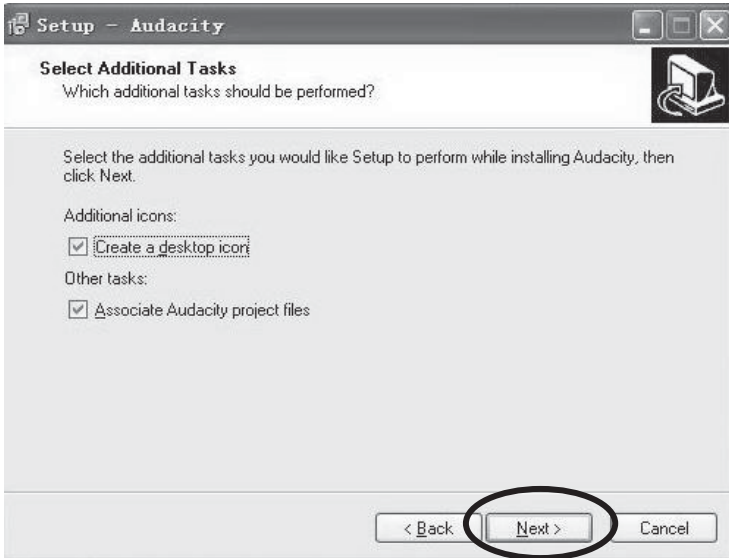 Setup - Audacity
Select Additional Tasks
Which additional tasks should be performed?
Select the additional tasks you would like Setup to perform while installing Audacity, then
click Next.
Additional icons:
Create a desktop icon
Other tasks:
Associate Audacity project files
< Back Next > Cancel